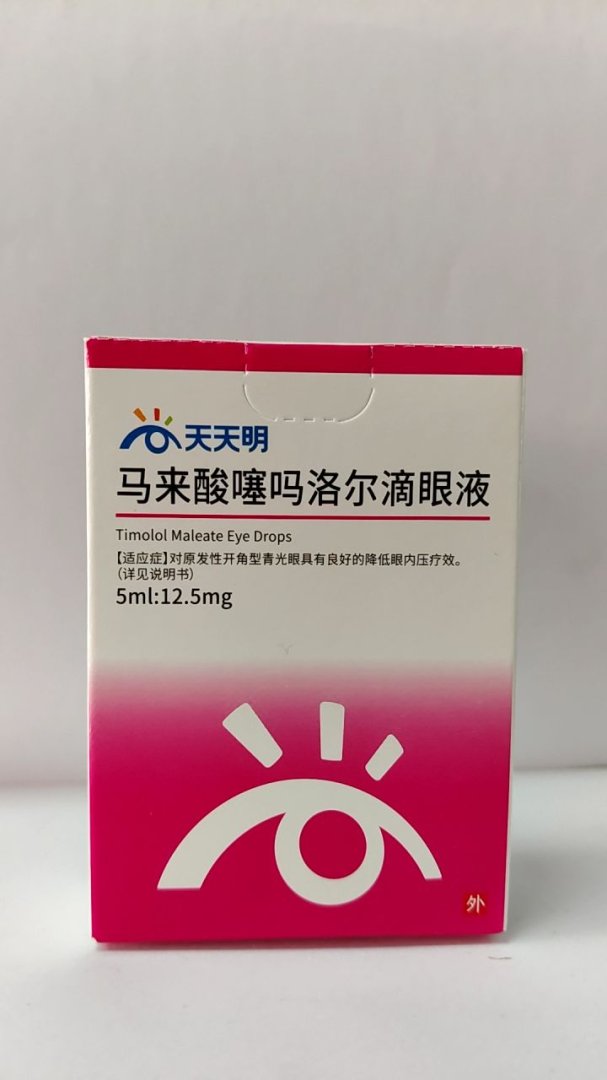 天天明
马来酸噻吗洛尔滴眼液
Timolol Maleate Eye Drops
【适应症】对原发性开角型青光眼具有良好的降低眼内压疗效。
（详见说明书）
5ml:12.5mg
外